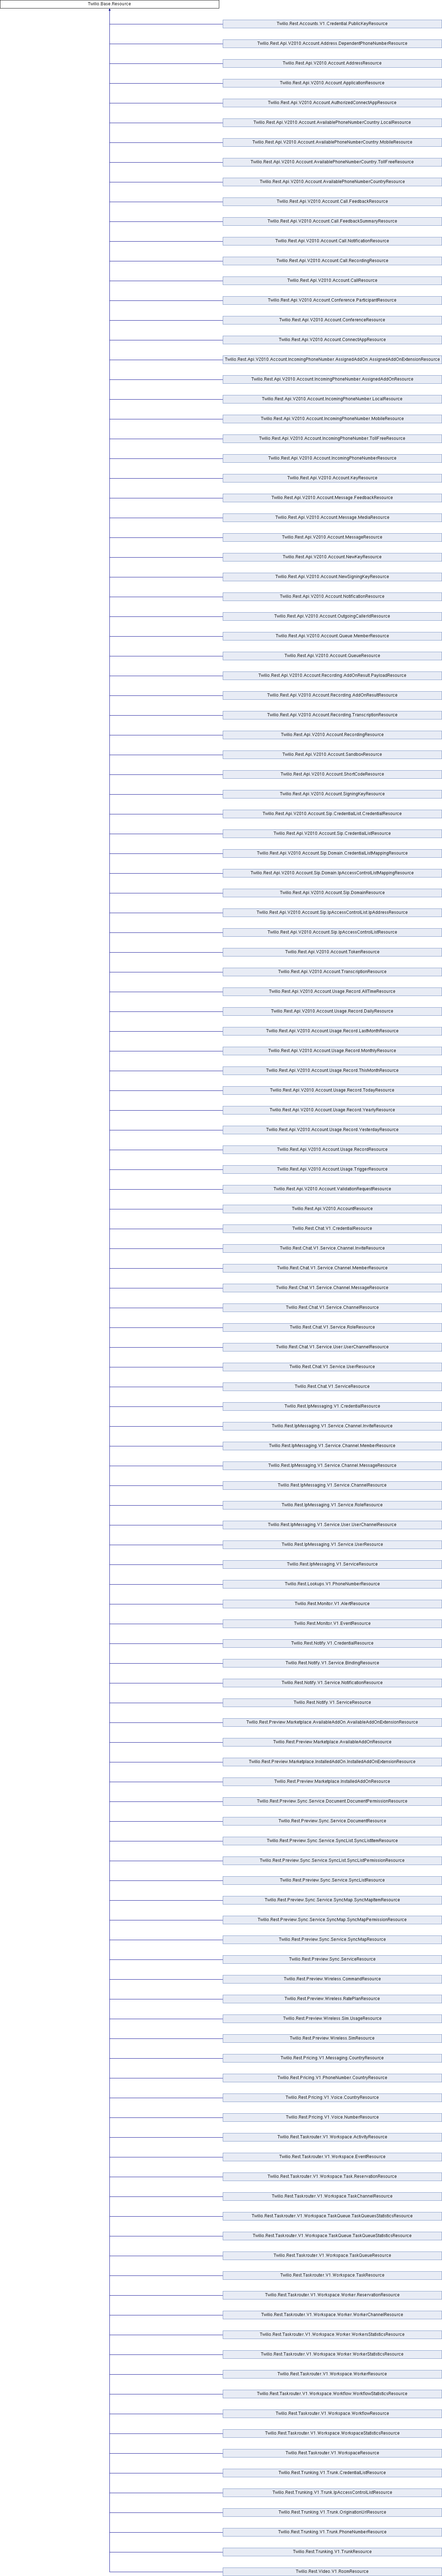 Twilio.Base.Resource
Twilio.Rest.Accounts.V1.Credential.PublicKeyResource
Twilio.Rest.Api.V2010.Account.Address.DependentPhoneNumberResource
Twilio.Rest.Api.V2010.Account.AddressResource
Twilio.Rest.Api.V2010.Account.ApplicationResource
Twilio.Rest.Api.V2010.Account.AuthorizedConnectAppResource
Twilio.Rest.Api.V2010.Account.AvailablePhoneNumberCountry.LocalResource
Twilio.Rest.Api.V2010.Account.AvailablePhoneNumberCountry.MobileResource
Twilio.Rest.Api.V2010.Account.AvailablePhoneNumberCountry.TollFreeResource
Twilio.Rest.Api.V2010.Account.AvailablePhoneNumberCountryResource
Twilio.Rest.Api.V2010.Account.Call.FeedbackResource
Twilio.Rest.Api.V2010.Account.Call.FeedbackSummaryResource
Twilio.Rest.Api.V2010.Account.Call.NotificationResource
Twilio.Rest.Api.V2010.Account.Call.RecordingResource
Twilio.Rest.Api.V2010.Account.CallResource
Twilio.Rest.Api.V2010.Account.Conference.ParticipantResource
Twilio.Rest.Api.V2010.Account.ConferenceResource
Twilio.Rest.Api.V2010.Account.ConnectAppResource
Twilio.Rest.Api.V2010.Account.IncomingPhoneNumber.AssignedAddOn.AssignedAddOnExtensionResource
Twilio.Rest.Api.V2010.Account.IncomingPhoneNumber.AssignedAddOnResource
Twilio.Rest.Api.V2010.Account.IncomingPhoneNumber.LocalResource
Twilio.Rest.Api.V2010.Account.IncomingPhoneNumber.MobileResource
Twilio.Rest.Api.V2010.Account.IncomingPhoneNumber.TollFreeResource
Twilio.Rest.Api.V2010.Account.IncomingPhoneNumberResource
Twilio.Rest.Api.V2010.Account.KeyResource
Twilio.Rest.Api.V2010.Account.Message.FeedbackResource
Twilio.Rest.Api.V2010.Account.Message.MediaResource
Twilio.Rest.Api.V2010.Account.MessageResource
Twilio.Rest.Api.V2010.Account.NewKeyResource
Twilio.Rest.Api.V2010.Account.NewSigningKeyResource
Twilio.Rest.Api.V2010.Account.NotificationResource
Twilio.Rest.Api.V2010.Account.OutgoingCallerIdResource
Twilio.Rest.Api.V2010.Account.Queue.MemberResource
Twilio.Rest.Api.V2010.Account.QueueResource
Twilio.Rest.Api.V2010.Account.Recording.AddOnResult.PayloadResource
Twilio.Rest.Api.V2010.Account.Recording.AddOnResultResource
Twilio.Rest.Api.V2010.Account.Recording.TranscriptionResource
Twilio.Rest.Api.V2010.Account.RecordingResource
Twilio.Rest.Api.V2010.Account.SandboxResource
Twilio.Rest.Api.V2010.Account.ShortCodeResource
Twilio.Rest.Api.V2010.Account.SigningKeyResource
Twilio.Rest.Api.V2010.Account.Sip.CredentialList.CredentialResource
Twilio.Rest.Api.V2010.Account.Sip.CredentialListResource
Twilio.Rest.Api.V2010.Account.Sip.Domain.CredentialListMappingResource
Twilio.Rest.Api.V2010.Account.Sip.Domain.IpAccessControlListMappingResource
Twilio.Rest.Api.V2010.Account.Sip.DomainResource
Twilio.Rest.Api.V2010.Account.Sip.IpAccessControlList.IpAddressResource
Twilio.Rest.Api.V2010.Account.Sip.IpAccessControlListResource
Twilio.Rest.Api.V2010.Account.TokenResource
Twilio.Rest.Api.V2010.Account.TranscriptionResource
Twilio.Rest.Api.V2010.Account.Usage.Record.AllTimeResource
Twilio.Rest.Api.V2010.Account.Usage.Record.DailyResource
Twilio.Rest.Api.V2010.Account.Usage.Record.LastMonthResource
Twilio.Rest.Api.V2010.Account.Usage.Record.MonthlyResource
Twilio.Rest.Api.V2010.Account.Usage.Record.ThisMonthResource
Twilio.Rest.Api.V2010.Account.Usage.Record.TodayResource
Twilio.Rest.Api.V2010.Account.Usage.Record.YearlyResource
Twilio.Rest.Api.V2010.Account.Usage.Record.YesterdayResource
Twilio.Rest.Api.V2010.Account.Usage.RecordResource
Twilio.Rest.Api.V2010.Account.Usage.TriggerResource
Twilio.Rest.Api.V2010.Account.ValidationRequestResource
Twilio.Rest.Api.V2010.AccountResource
Twilio.Rest.Chat.V1.CredentialResource
Twilio.Rest.Chat.V1.Service.Channel.InviteResource
Twilio.Rest.Chat.V1.Service.Channel.MemberResource
Twilio.Rest.Chat.V1.Service.Channel.MessageResource
Twilio.Rest.Chat.V1.Service.ChannelResource
Twilio.Rest.Chat.V1.Service.RoleResource
Twilio.Rest.Chat.V1.Service.User.UserChannelResource
Twilio.Rest.Chat.V1.Service.UserResource
Twilio.Rest.Chat.V1.ServiceResource
Twilio.Rest.IpMessaging.V1.CredentialResource
Twilio.Rest.IpMessaging.V1.Service.Channel.InviteResource
Twilio.Rest.IpMessaging.V1.Service.Channel.MemberResource
Twilio.Rest.IpMessaging.V1.Service.Channel.MessageResource
Twilio.Rest.IpMessaging.V1.Service.ChannelResource
Twilio.Rest.IpMessaging.V1.Service.RoleResource
Twilio.Rest.IpMessaging.V1.Service.User.UserChannelResource
Twilio.Rest.IpMessaging.V1.Service.UserResource
Twilio.Rest.IpMessaging.V1.ServiceResource
Twilio.Rest.Lookups.V1.PhoneNumberResource
Twilio.Rest.Monitor.V1.AlertResource
Twilio.Rest.Monitor.V1.EventResource
Twilio.Rest.Notify.V1.CredentialResource
Twilio.Rest.Notify.V1.Service.BindingResource
Twilio.Rest.Notify.V1.Service.NotificationResource
Twilio.Rest.Notify.V1.ServiceResource
Twilio.Rest.Preview.Marketplace.AvailableAddOn.AvailableAddOnExtensionResource
Twilio.Rest.Preview.Marketplace.AvailableAddOnResource
Twilio.Rest.Preview.Marketplace.InstalledAddOn.InstalledAddOnExtensionResource
Twilio.Rest.Preview.Marketplace.InstalledAddOnResource
Twilio.Rest.Preview.Sync.Service.Document.DocumentPermissionResource
Twilio.Rest.Preview.Sync.Service.DocumentResource
Twilio.Rest.Preview.Sync.Service.SyncList.SyncListItemResource
Twilio.Rest.Preview.Sync.Service.SyncList.SyncListPermissionResource
Twilio.Rest.Preview.Sync.Service.SyncListResource
Twilio.Rest.Preview.Sync.Service.SyncMap.SyncMapItemResource
Twilio.Rest.Preview.Sync.Service.SyncMap.SyncMapPermissionResource
Twilio.Rest.Preview.Sync.Service.SyncMapResource
Twilio.Rest.Preview.Sync.ServiceResource
Twilio.Rest.Preview.Wireless.CommandResource
Twilio.Rest.Preview.Wireless.RatePlanResource
Twilio.Rest.Preview.Wireless.Sim.UsageResource
Twilio.Rest.Preview.Wireless.SimResource
Twilio.Rest.Pricing.V1.Messaging.CountryResource
Twilio.Rest.Pricing.V1.PhoneNumber.CountryResource
Twilio.Rest.Pricing.V1.Voice.CountryResource
Twilio.Rest.Pricing.V1.Voice.NumberResource
Twilio.Rest.Taskrouter.V1.Workspace.ActivityResource
Twilio.Rest.Taskrouter.V1.Workspace.EventResource
Twilio.Rest.Taskrouter.V1.Workspace.Task.ReservationResource
Twilio.Rest.Taskrouter.V1.Workspace.TaskChannelResource
Twilio.Rest.Taskrouter.V1.Workspace.TaskQueue.TaskQueuesStatisticsResource
Twilio.Rest.Taskrouter.V1.Workspace.TaskQueue.TaskQueueStatisticsResource
Twilio.Rest.Taskrouter.V1.Workspace.TaskQueueResource
Twilio.Rest.Taskrouter.V1.Workspace.TaskResource
Twilio.Rest.Taskrouter.V1.Workspace.Worker.ReservationResource
Twilio.Rest.Taskrouter.V1.Workspace.Worker.WorkerChannelResource
Twilio.Rest.Taskrouter.V1.Workspace.Worker.WorkersStatisticsResource
Twilio.Rest.Taskrouter.V1.Workspace.Worker.WorkerStatisticsResource
Twilio.Rest.Taskrouter.V1.Workspace.WorkerResource
Twilio.Rest.Taskrouter.V1.Workspace.Workflow.WorkflowStatisticsResource
Twilio.Rest.Taskrouter.V1.Workspace.WorkflowResource
Twilio.Rest.Taskrouter.V1.Workspace.WorkspaceStatisticsResource
Twilio.Rest.Taskrouter.V1.WorkspaceResource
Twilio.Rest.Trunking.V1.Trunk.CredentialListResource
Twilio.Rest.Trunking.V1.Trunk.IpAccessControlListResource
Twilio.Rest.Trunking.V1.Trunk.OriginationUrlResource
Twilio.Rest.Trunking.V1.Trunk.PhoneNumberResource
Twilio.Rest.Trunking.V1.TrunkResource
Twilio.Rest.Video.V1.RoomResource